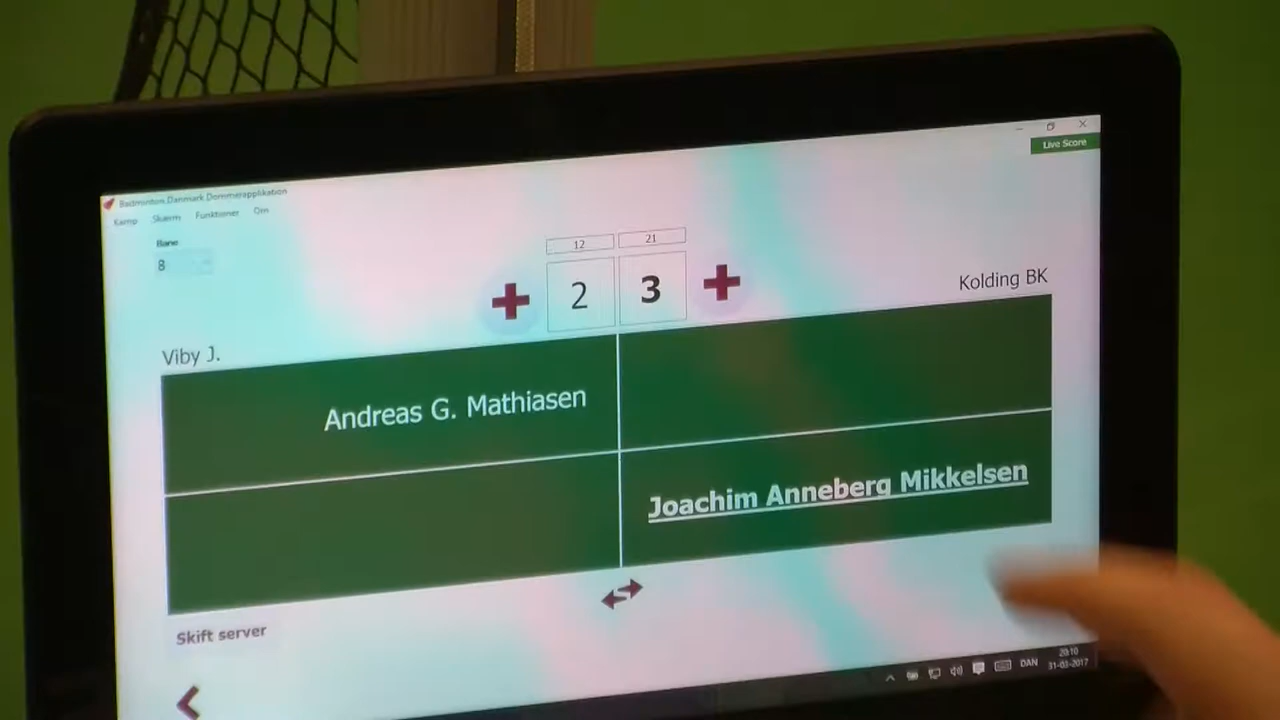 Badminton Danmark Dommerapplikation
Kamp Skærm Funktioner Om
Live Score
Bane
8
12 21
2 3
Viby J.
Kolding BK
Andreas G. Mathiasen
Joachim Anneberg Mikkelsen
Skift server
DAN
20:10
31-03-2017